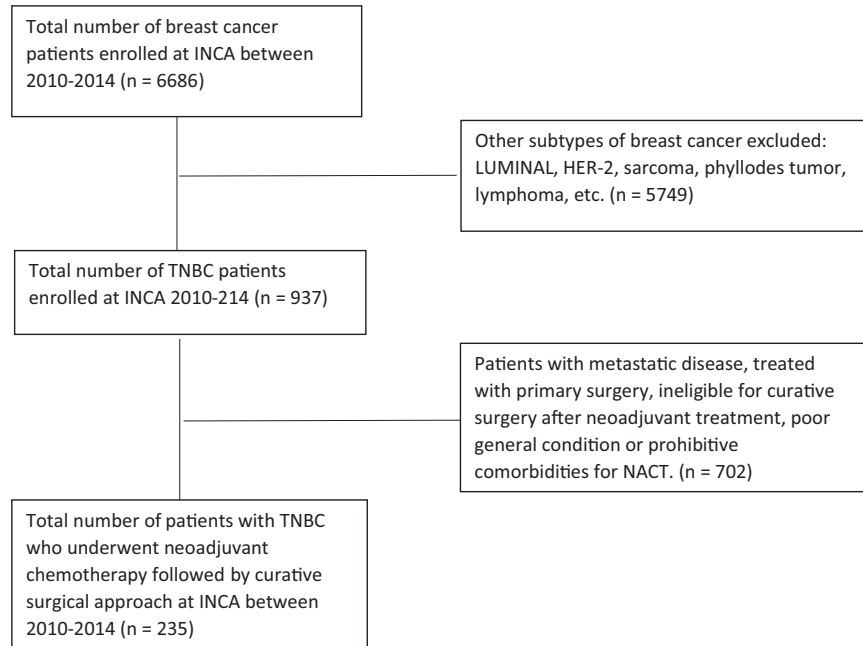 Total number of breast cancer
patients enrolled at INCA between
2010-2014 (n = 6686)
Other subtypes of breast cancer excluded:
LUMINAL, HER-2, sarcoma, phyllodes tumor,
lymphoma, etc. (n = 5749)
Total number of TNBC patients
enrolled at INCA 2010-214 (n = 937)
Patients with metastatic disease, treated
with primary surgery, ineligible for curative
surgery after neoadjuvant treatment, poor
general condition or prohibitive
comorbidities for NACT. (n = 702)
Total number of patients with TNBC
who underwent neoadjuvant
chemotherapy followed by curative
surgical approach at INCA between
2010-2014 (n = 235)